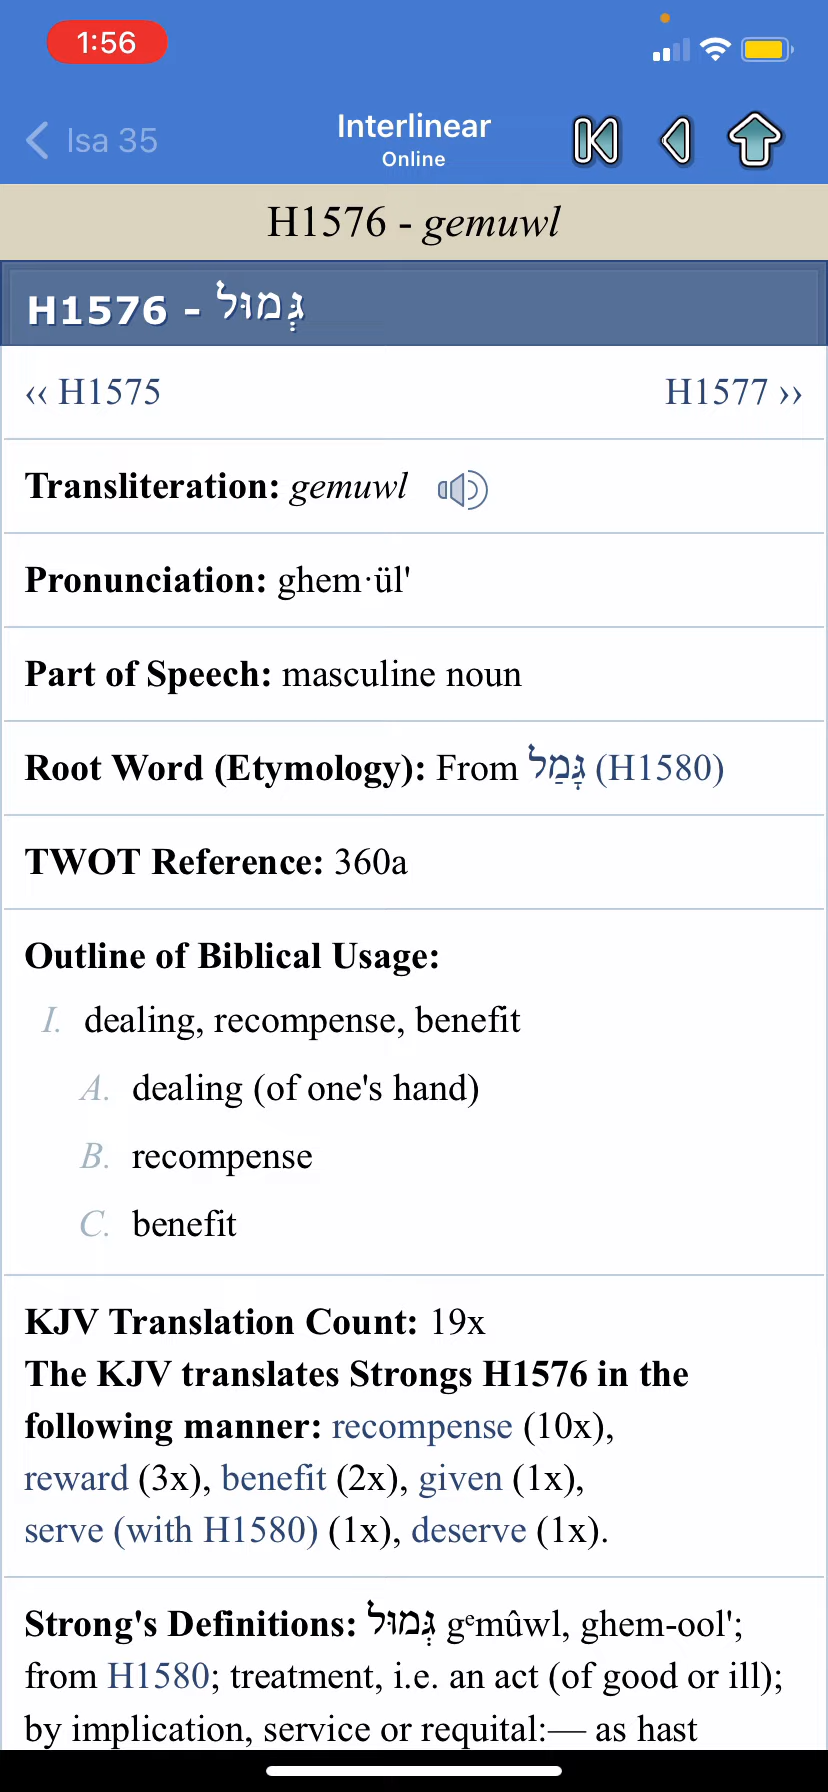 1:56
Isa 35
Interlinear
Online
H1576 - gemuwl
H1576 - גְּמוּל
‹‹ H1575 H1577 ››
Transliteration: gemuwl
Pronunciation: ghem·ül'
Part of Speech: masculine noun
Root Word (Etymology): From גָּמַל (H1580)
TWOT Reference: 360a
Outline of Biblical Usage:
I. dealing, recompense, benefit
A. dealing (of one's hand)
B. recompense
C. benefit
KJV Translation Count: 19x
The KJV translates Strongs H1576 in the
following manner: recompense (10x),
reward (3x), benefit (2x), given (1x),
serve (with H1580) (1x), deserve (1x).
Strong's Definitions: גְּמוּל gᵉmûwl, ghem-ool';
from H1580; treatment, i.e. an act (of good or ill);
by implication, service or requital:— as hast